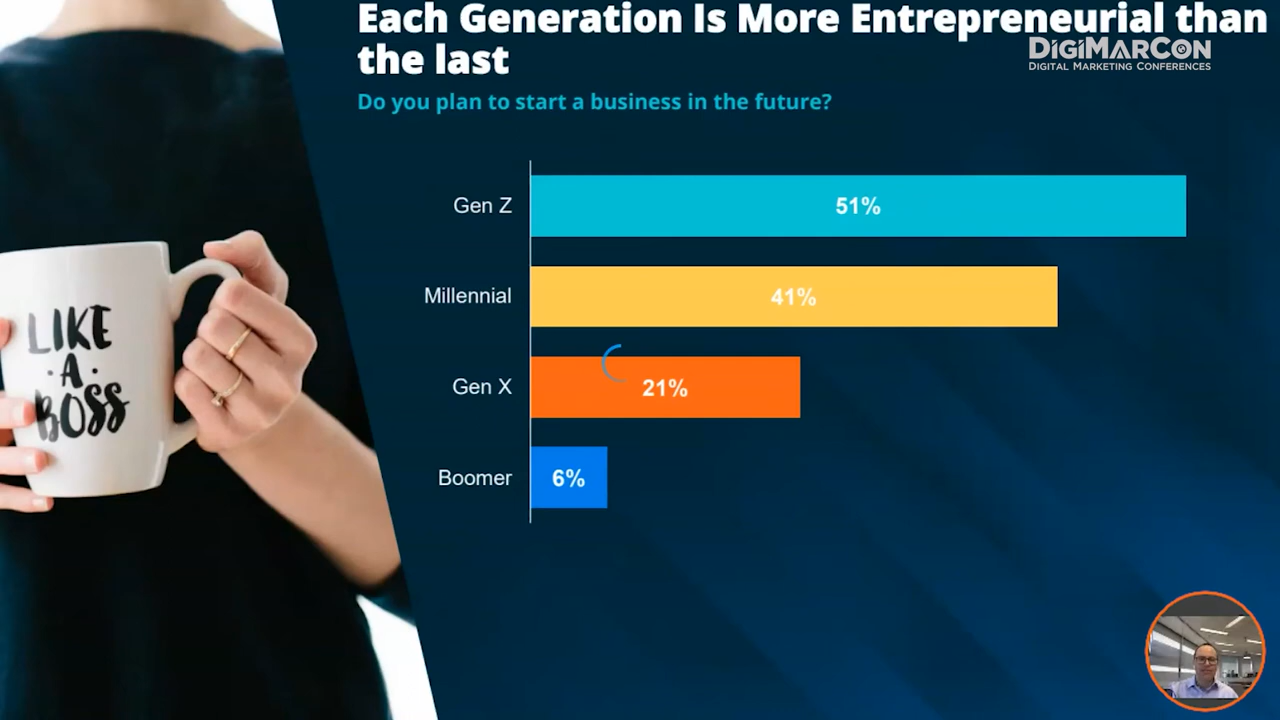 Each Generation Is More Entrepreneurial than
the last
DIGIMARCON
DIGITAL MARKETING CONFERENCES
Do you plan to start a business in the future?
Gen Z
51%
Millennial
41%
Gen X
21%
Boomer
6%
LIKE
·A·
BOSS